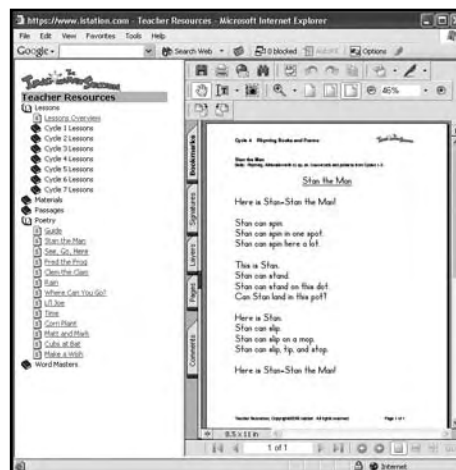 https://www.istation.com - Teacher Resources - Microsoft Internet Explorer
File Edit View Favorites Tools Help
Google Search Web 0 blocked Options
The
Teacher Resources
Lessons
Lessons Overview
Cycle 1 Lessons
Cycle 2 Lessons
Cycle 3 Lessons
Cycle 4 Lessons
Cycle 5 Lessons
Cycle 6 Lessons
Cycle 7 Lessons
Materials
Passages
Poetry
Guide
Stan the Man
See, Go, Here
Fred the Frog
Clem the Clam
Rain
Where Can You Go?
Li'l Joe
Time
Corn Plant
Matt and Mark
Cubs at Bat
Make a Wish
Word Masters
46%
Bookmarks
Signatures
Layers
Pages
Comments
Cycle 4 Rhyming Books and Poems
Stan the Man
Stan the Man
Here is Stan–Stan the Man!
Stan can spin.
Stan can spin in one spot.
Stan can spin here a lot.
This is Stan.
Stan can stand.
Stan can stand on this dot.
Can Stan land in this pot?
Here is Stan.
Stan can slip.
Stan can slip on a mop.
Stan can slip, tip, and stop.
Here is Stan–Stan the Man!
Page 1 of 1
8.5 x 11 in
1 of 1
Internet